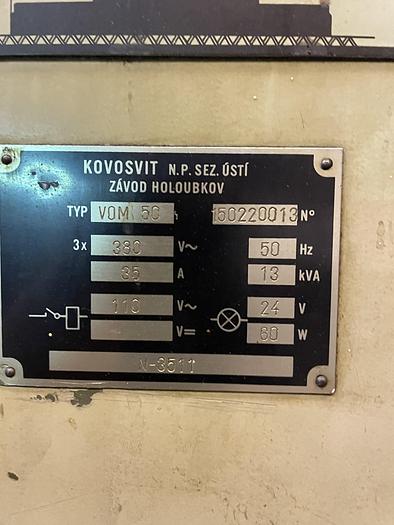 KOVOSVIT N.P. SEZ. ÚSTÍ
ZÁVOD HOLOUBKOV
TYP VOM 50 150220013 Nº
3x 380 V~ 50 Hz
35 A 13 kVA
110 V~ 24 V
V= 60 W
V-3511